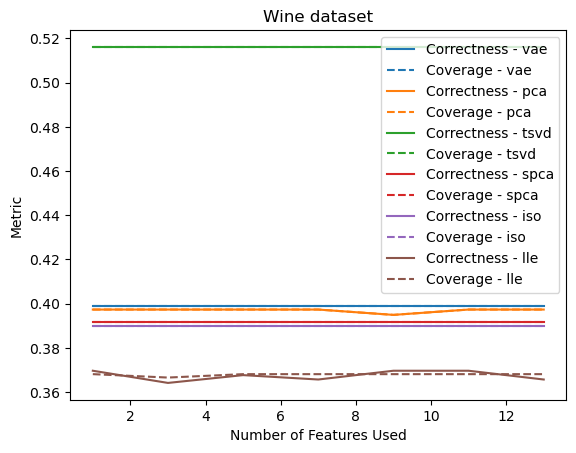 Wine dataset
0.52
0.50
0.48
0.46
0.44
0.42
0.40
0.38
0.36
Metric
Correctness - vae
Coverage - vae
Correctness - pca
Coverage - pca
Correctness - tsvd
Coverage - tsvd
Correctness - spca
Coverage - spca
Correctness - iso
Coverage - iso
Correctness - lle
Coverage - lle
2 4 6 8 10 12
Number of Features Used